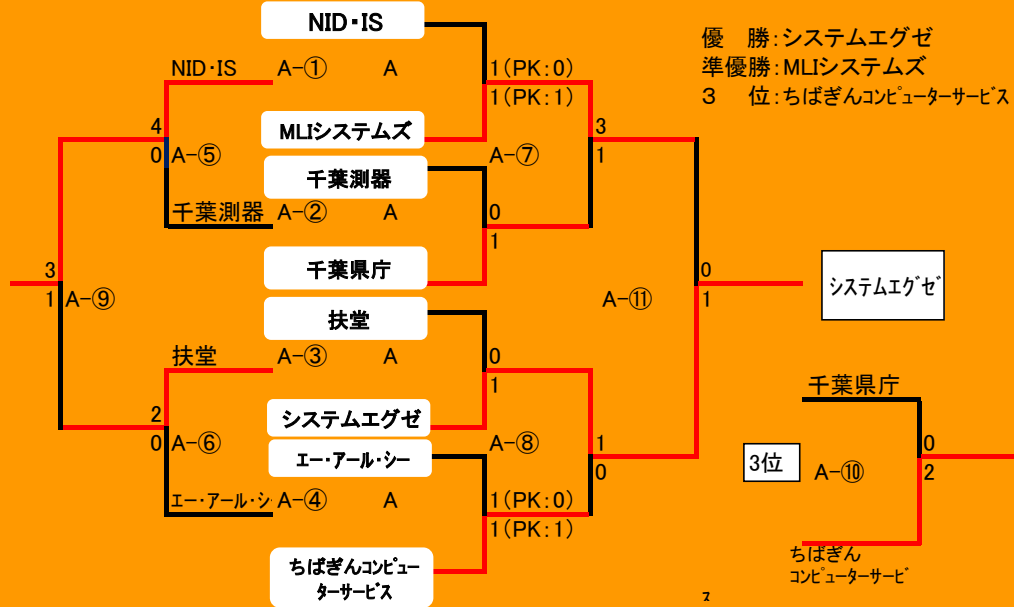 NID・IS
優　勝：システムエグゼ
準優勝：MLIシステムズ
３　位：ちばぎんコンピューターサービス
NID・IS
A-①
A
1(PK:0)
1(PK:1)
MLIシステムズ
4
0
A-⑤
A-⑦
3
1
千葉測器
千葉測器
A-②
A
0
1
千葉県庁
3
1
A-⑨
A-⑪
0
1
システムエグゼ
扶堂
扶堂
A-③
A
0
1
千葉県庁
システムエグゼ
2
0
A-⑥
A-⑧
1
0
エー・アール・シー
3位
A-⑩
0
2
エー・アール・シ
A-④
A
1(PK:0)
1(PK:1)
ちばぎんコンピュー
ターサービス
ちばぎん
コンピューターサービ
ス